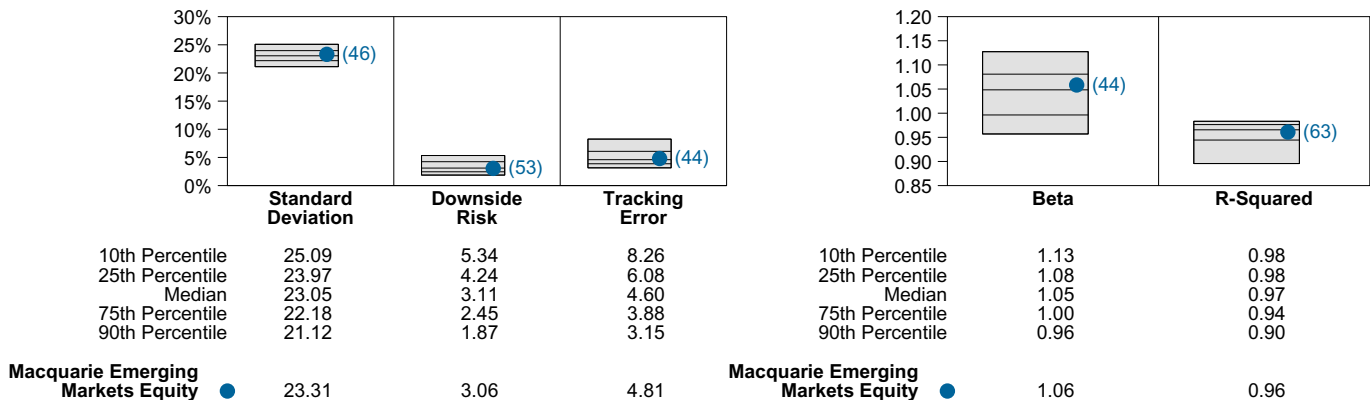 30%
25%
20%
15%
10%
5%
0%
(46)
(53)
(44)
Standard Deviation
Downside Risk
Tracking Error
10th Percentile 25.09 5.34 8.26
25th Percentile 23.97 4.24 6.08
Median 23.05 3.11 4.60
75th Percentile 22.18 2.45 3.88
90th Percentile 21.12 1.87 3.15
Macquarie Emerging
Markets Equity 23.31 3.06 4.81
1.20
1.15
1.10
1.05
1.00
0.95
0.90
0.85
(44)
(63)
Beta R-Squared
10th Percentile 1.13 0.98
25th Percentile 1.08 0.98
Median 1.05 0.97
75th Percentile 1.00 0.94
90th Percentile 0.96 0.90
Macquarie Emerging
Markets Equity 1.06 0.96